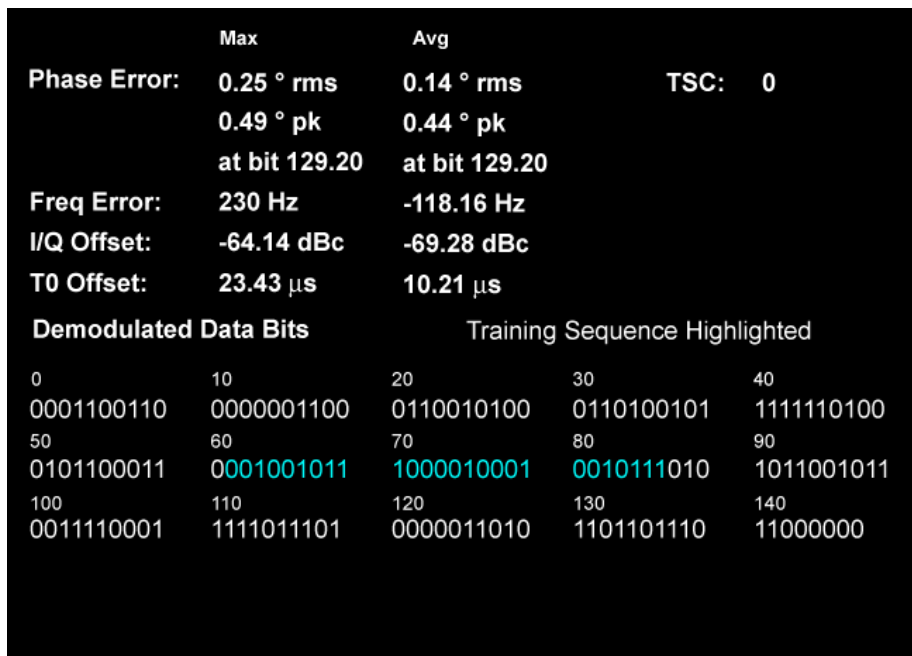 Max Avg
Phase Error: 0.25 ° rms 0.14 ° rms TSC: 0
0.49 ° pk 0.44 ° pk
at bit 129.20 at bit 129.20
Freq Error: 230 Hz -118.16 Hz
I/Q Offset: -64.14 dBc -69.28 dBc
T0 Offset: 23.43 μs 10.21 μs
Demodulated Data Bits Training Sequence Highlighted
0 10 20 30 40
0001100110 0000001100 0110010100 0110100101 1111110100
50 60 70 80 90
0101100011 0001001011 1000010001 0010111010 1011001011
100 110 120 130 140
0011110001 1111011101 0000011010 1101101110 11000000